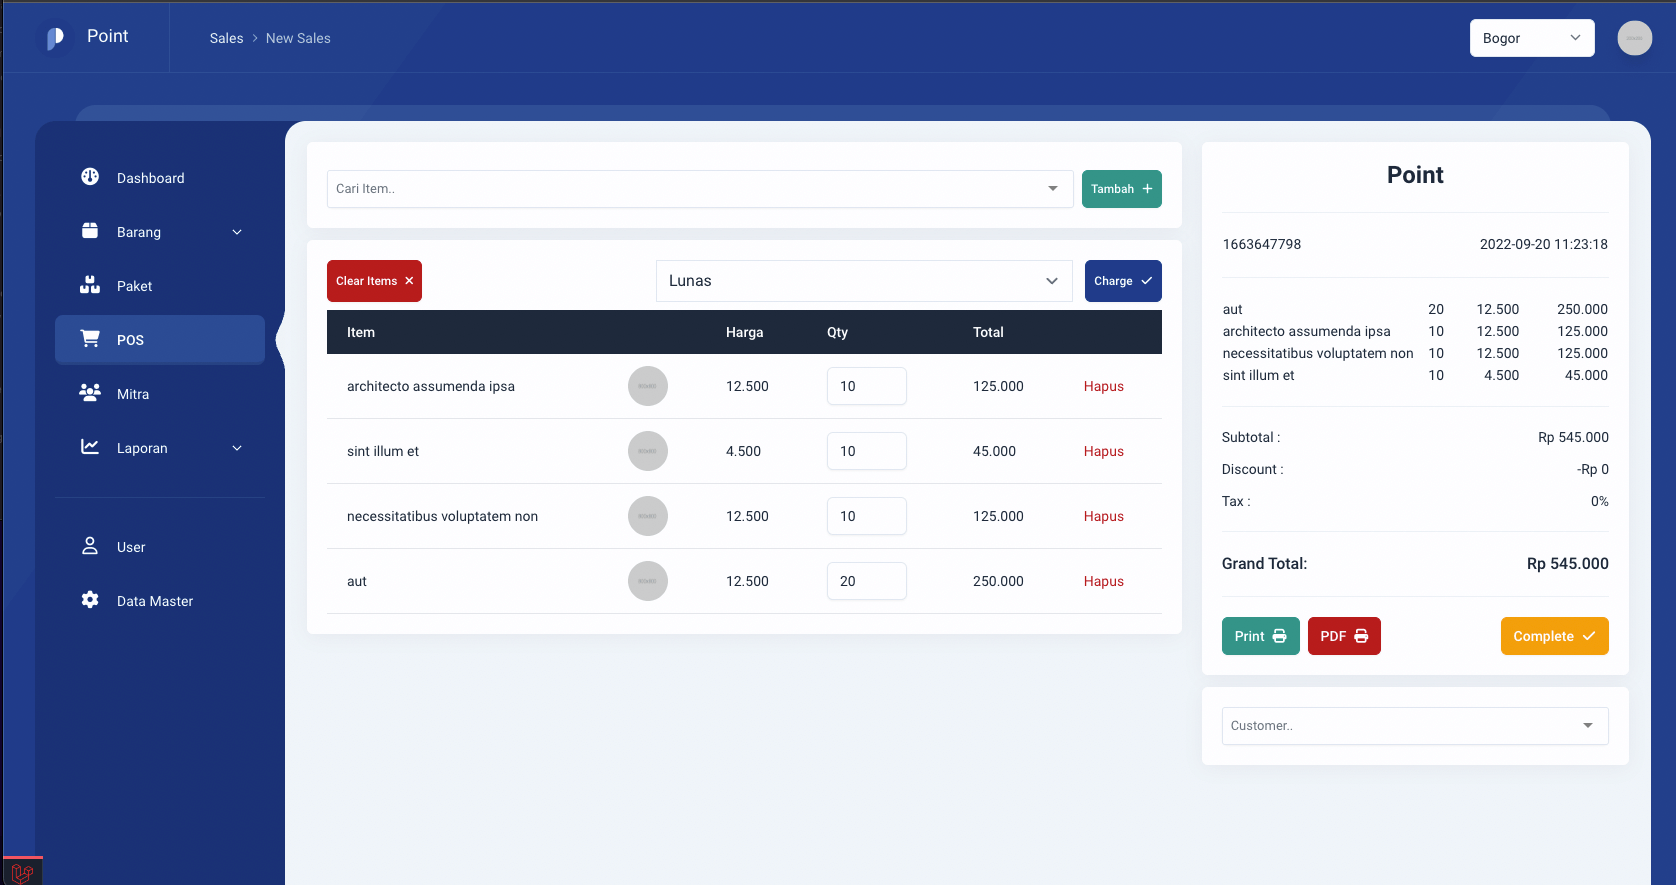 Point
Sales > New Sales
Bogor
Dashboard
Barang
Paket
POS
Mitra
Laporan
User
Data Master
Cari Item..
Tambah +
Clear Items ×
Lunas
Charge ✓
Item Harga Qty Total
architecto assumenda ipsa 12.500 10 125.000 Hapus
sint illum et 4.500 10 45.000 Hapus
necessitatibus voluptatem non 12.500 10 125.000 Hapus
aut 12.500 20 250.000 Hapus
Point
1663647798 2022-09-20 11:23:18
aut 20 12.500 250.000
architecto assumenda ipsa 10 12.500 125.000
necessitatibus voluptatem non 10 12.500 125.000
sint illum et 10 4.500 45.000
Subtotal : Rp 545.000
Discount : -Rp 0
Tax : 0%
Grand Total: Rp 545.000
Print PDF Complete ✓
Customer..